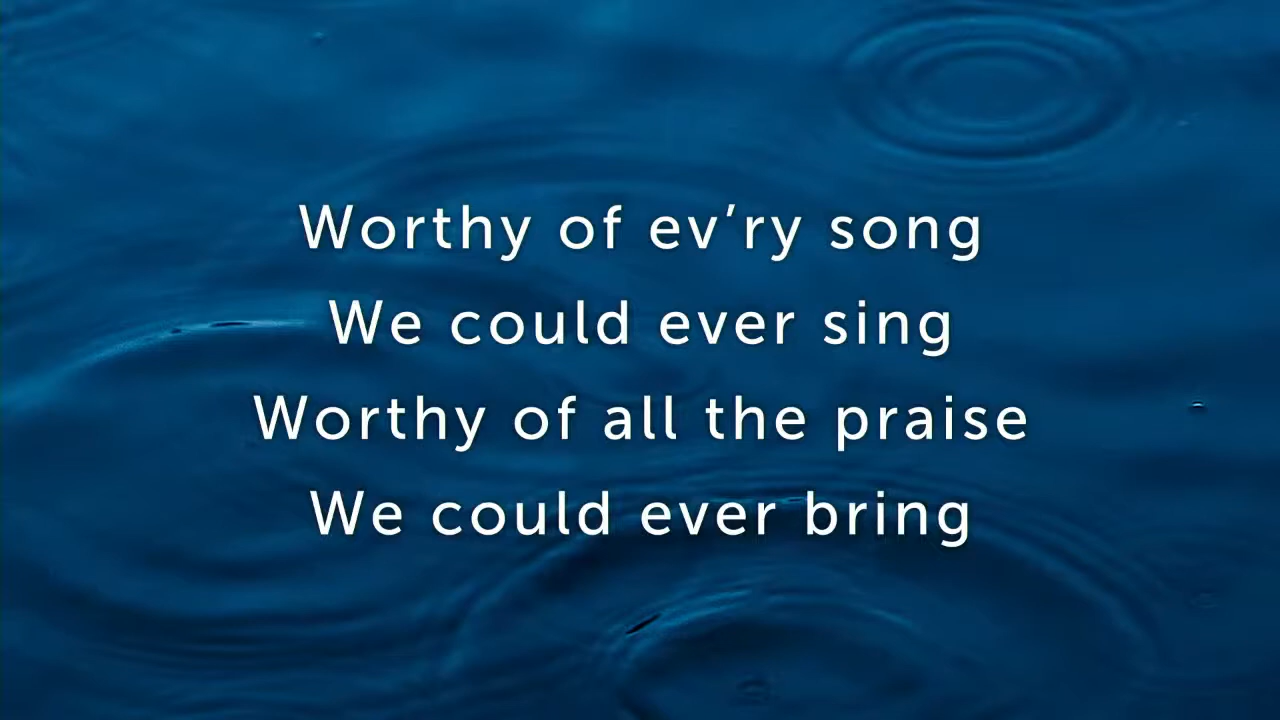 Worthy of ev’ry song
We could ever sing
Worthy of all the praise
We could ever bring